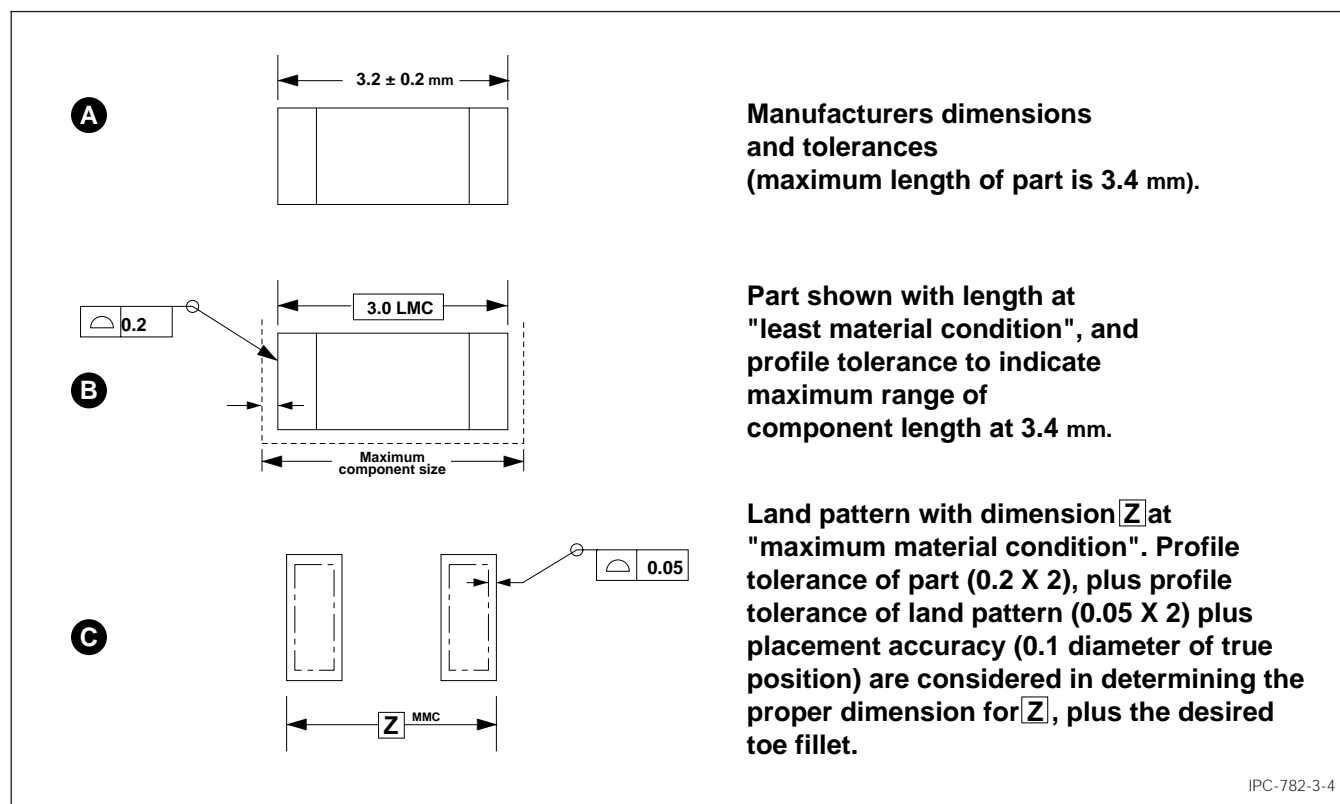 3.2 ± 0.2 mm
A
Manufacturers dimensions
and tolerances
(maximum length of part is 3.4 mm).
3.0 LMC
0.2
B
Maximum
component size
Part shown with length at
"least material condition", and
profile tolerance to indicate
maximum range of
component length at 3.4 mm.
0.05
C
Z MMC
Land pattern with dimension Z at
"maximum material condition". Profile
tolerance of part (0.2 X 2), plus profile
tolerance of land pattern (0.05 X 2) plus
placement accuracy (0.1 diameter of true
position) are considered in determining the
proper dimension for Z, plus the desired
toe fillet.
IPC-782-3-4